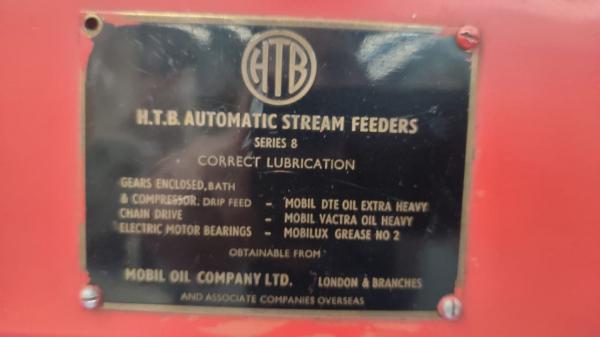 HTB
H.T.B. AUTOMATIC STREAM FEEDERS
SERIES 8
CORRECT LUBRICATION
GEARS ENCLOSED, BATH
& COMPRESSOR. DRIP FEED - MOBIL DTE OIL EXTRA HEAVY
CHAIN DRIVE - MOBIL VACTRA OIL HEAVY
ELECTRIC MOTOR BEARINGS - MOBILUX GREASE NO 2
OBTAINABLE FROM
MOBIL OIL COMPANY LTD. LONDON & BRANCHES
AND ASSOCIATE COMPANIES OVERSEAS